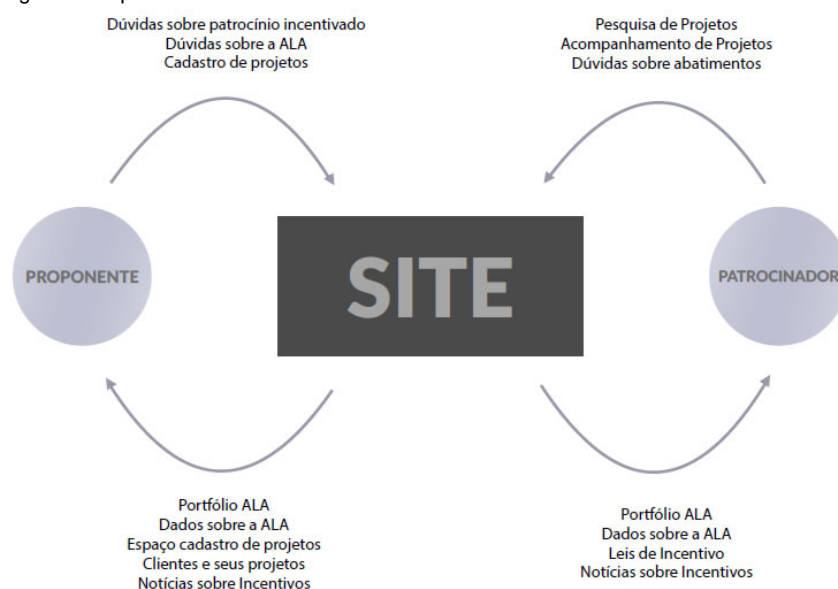 Dúvidas sobre patrocínio incentivado
Dúvidas sobre a ALA
Cadastro de projetos
Pesquisa de Projetos
Acompanhamento de Projetos
Dúvidas sobre abatimentos
PROPONENTE
SITE
PATROCINADOR
Portfólio ALA
Dados sobre a ALA
Espaço cadastro de projetos
Clientes e seus projetos
Notícias sobre Incentivos
Portfólio ALA
Dados sobre a ALA
Leis de Incentivo
Notícias sobre Incentivos